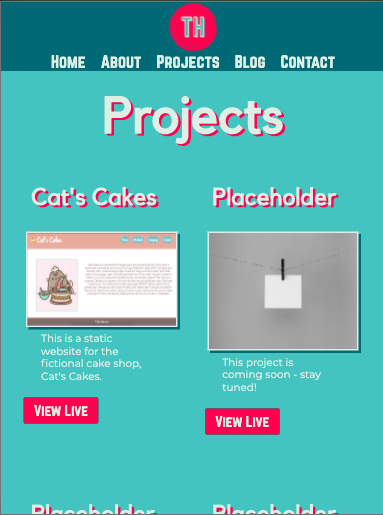 TH
Home About Projects Blog Contact
Projects
Cat's Cakes
Cat's Cakes
This is a static
website for the
fictional cake shop,
Cat's Cakes.
View Live
Placeholder
This project is
coming soon - stay
tuned!
View Live
Placeholder Placeholder